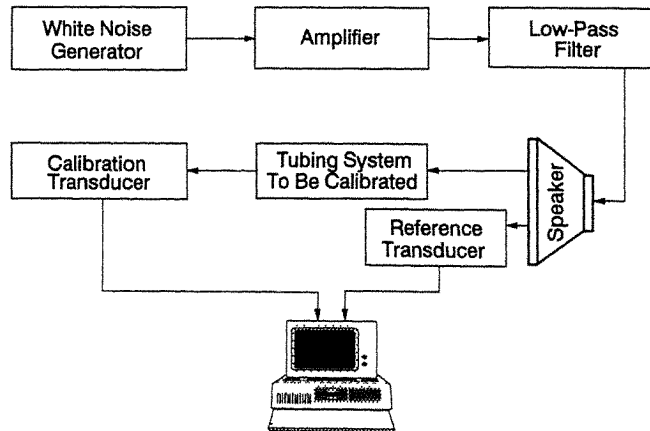 White Noise
Generator
Amplifier
Low-Pass
Filter
Calibration
Transducer
Tubing System
To Be Calibrated
Speaker
Reference
Transducer